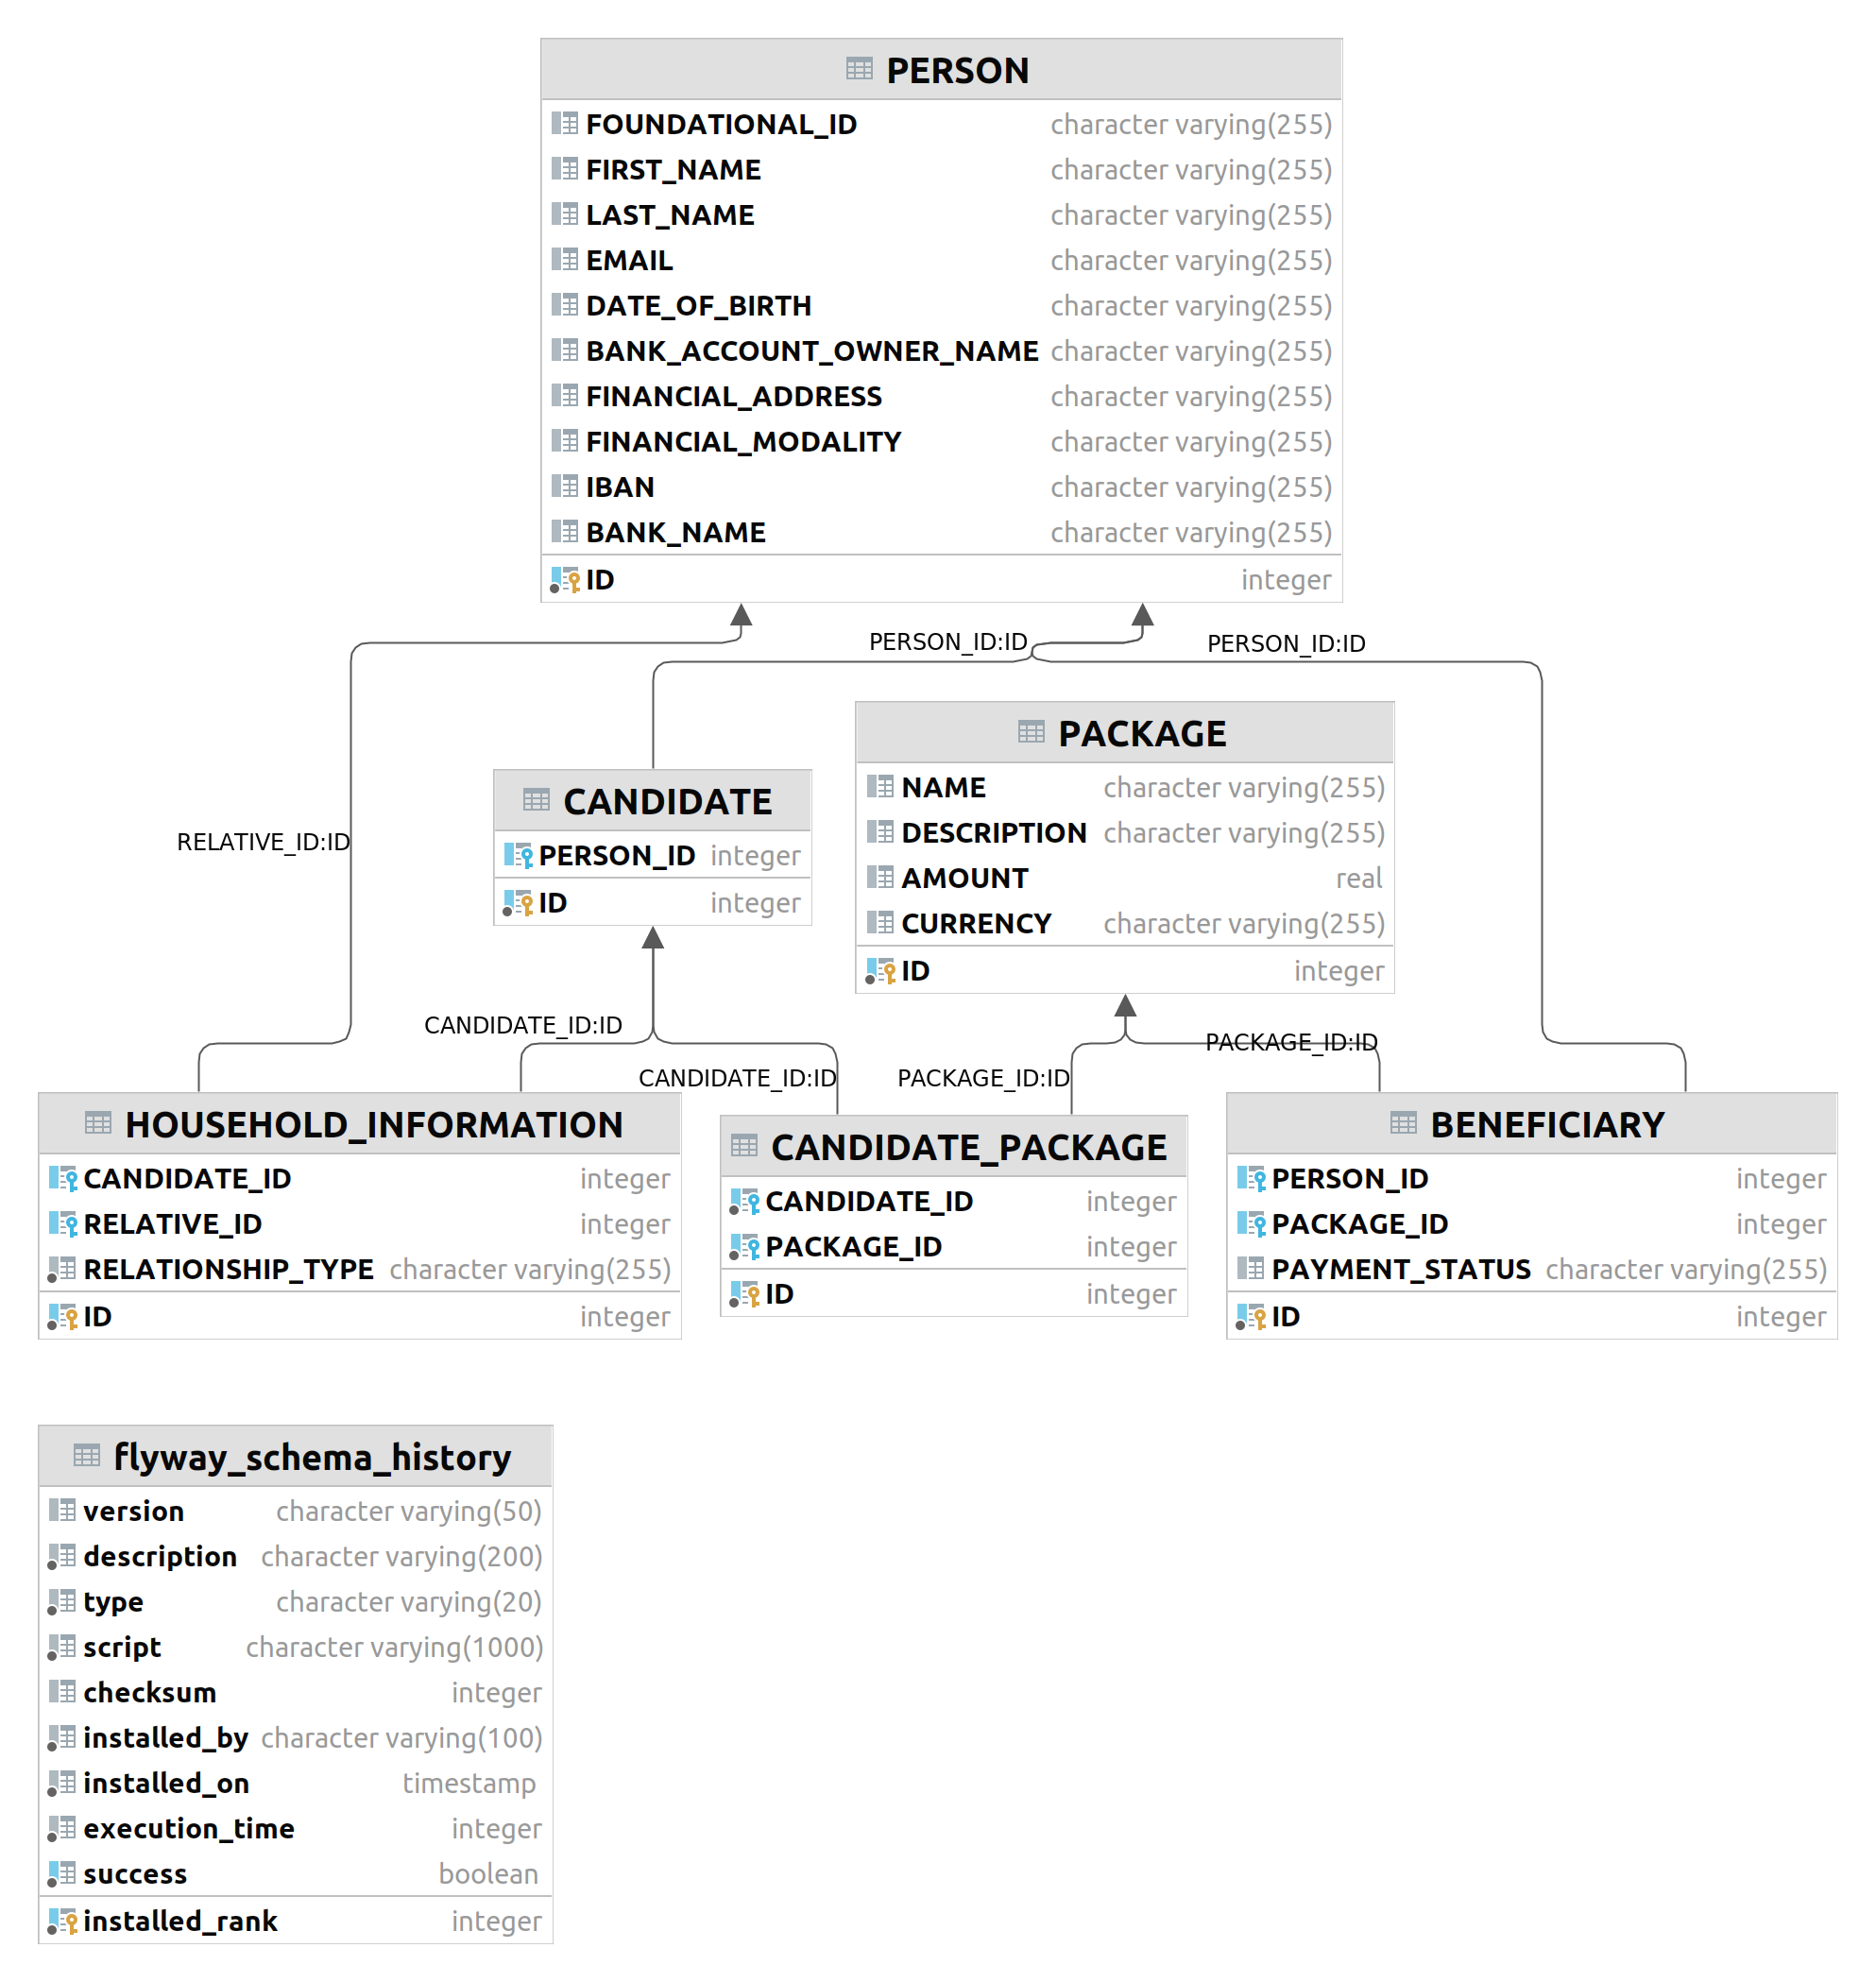 PERSON
FOUNDATIONAL_ID character varying(255)
FIRST_NAME character varying(255)
LAST_NAME character varying(255)
EMAIL character varying(255)
DATE_OF_BIRTH character varying(255)
BANK_ACCOUNT_OWNER_NAME character varying(255)
FINANCIAL_ADDRESS character varying(255)
FINANCIAL_MODALITY character varying(255)
IBAN character varying(255)
BANK_NAME character varying(255)
ID integer
PERSON_ID:ID
PERSON_ID:ID
RELATIVE_ID:ID
CANDIDATE
PERSON_ID integer
ID integer
PACKAGE
NAME character varying(255)
DESCRIPTION character varying(255)
AMOUNT real
CURRENCY character varying(255)
ID integer
CANDIDATE_ID:ID
CANDIDATE_ID:ID
PACKAGE_ID:ID
PACKAGE_ID:ID
HOUSEHOLD_INFORMATION
CANDIDATE_ID integer
RELATIVE_ID integer
RELATIONSHIP_TYPE character varying(255)
ID integer
CANDIDATE_PACKAGE
CANDIDATE_ID integer
PACKAGE_ID integer
ID integer
BENEFICIARY
PERSON_ID integer
PACKAGE_ID integer
PAYMENT_STATUS character varying(255)
ID integer
flyway_schema_history
version character varying(50)
description character varying(200)
type character varying(20)
script character varying(1000)
checksum integer
installed_by character varying(100)
installed_on timestamp
execution_time integer
success boolean
installed_rank integer